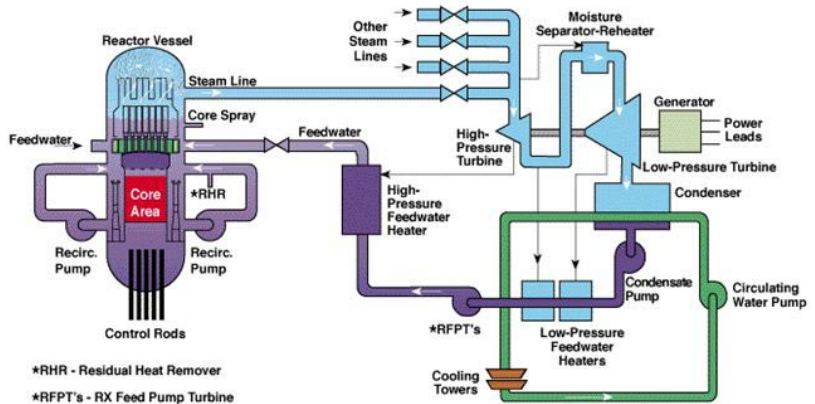 Other
Steam
Lines
Moisture
Separator-Reheater
Reactor Vessel
Steam Line
Generator
Power
Leads
Core Spray
High-
Pressure
Turbine
Feedwater
Feedwater
Low-Pressure Turbine
*RHR
Core
Area
High-
Pressure
Feedwater
Heater
Condenser
Recirc.
Pump
Recirc.
Pump
Condensate
Pump
Circulating
Water Pump
*RFPT's
Low-Pressure
Feedwater
Heaters
Control Rods
Cooling
Towers
*RHR - Residual Heat Remover
*RFPT's - RX Feed Pump Turbine